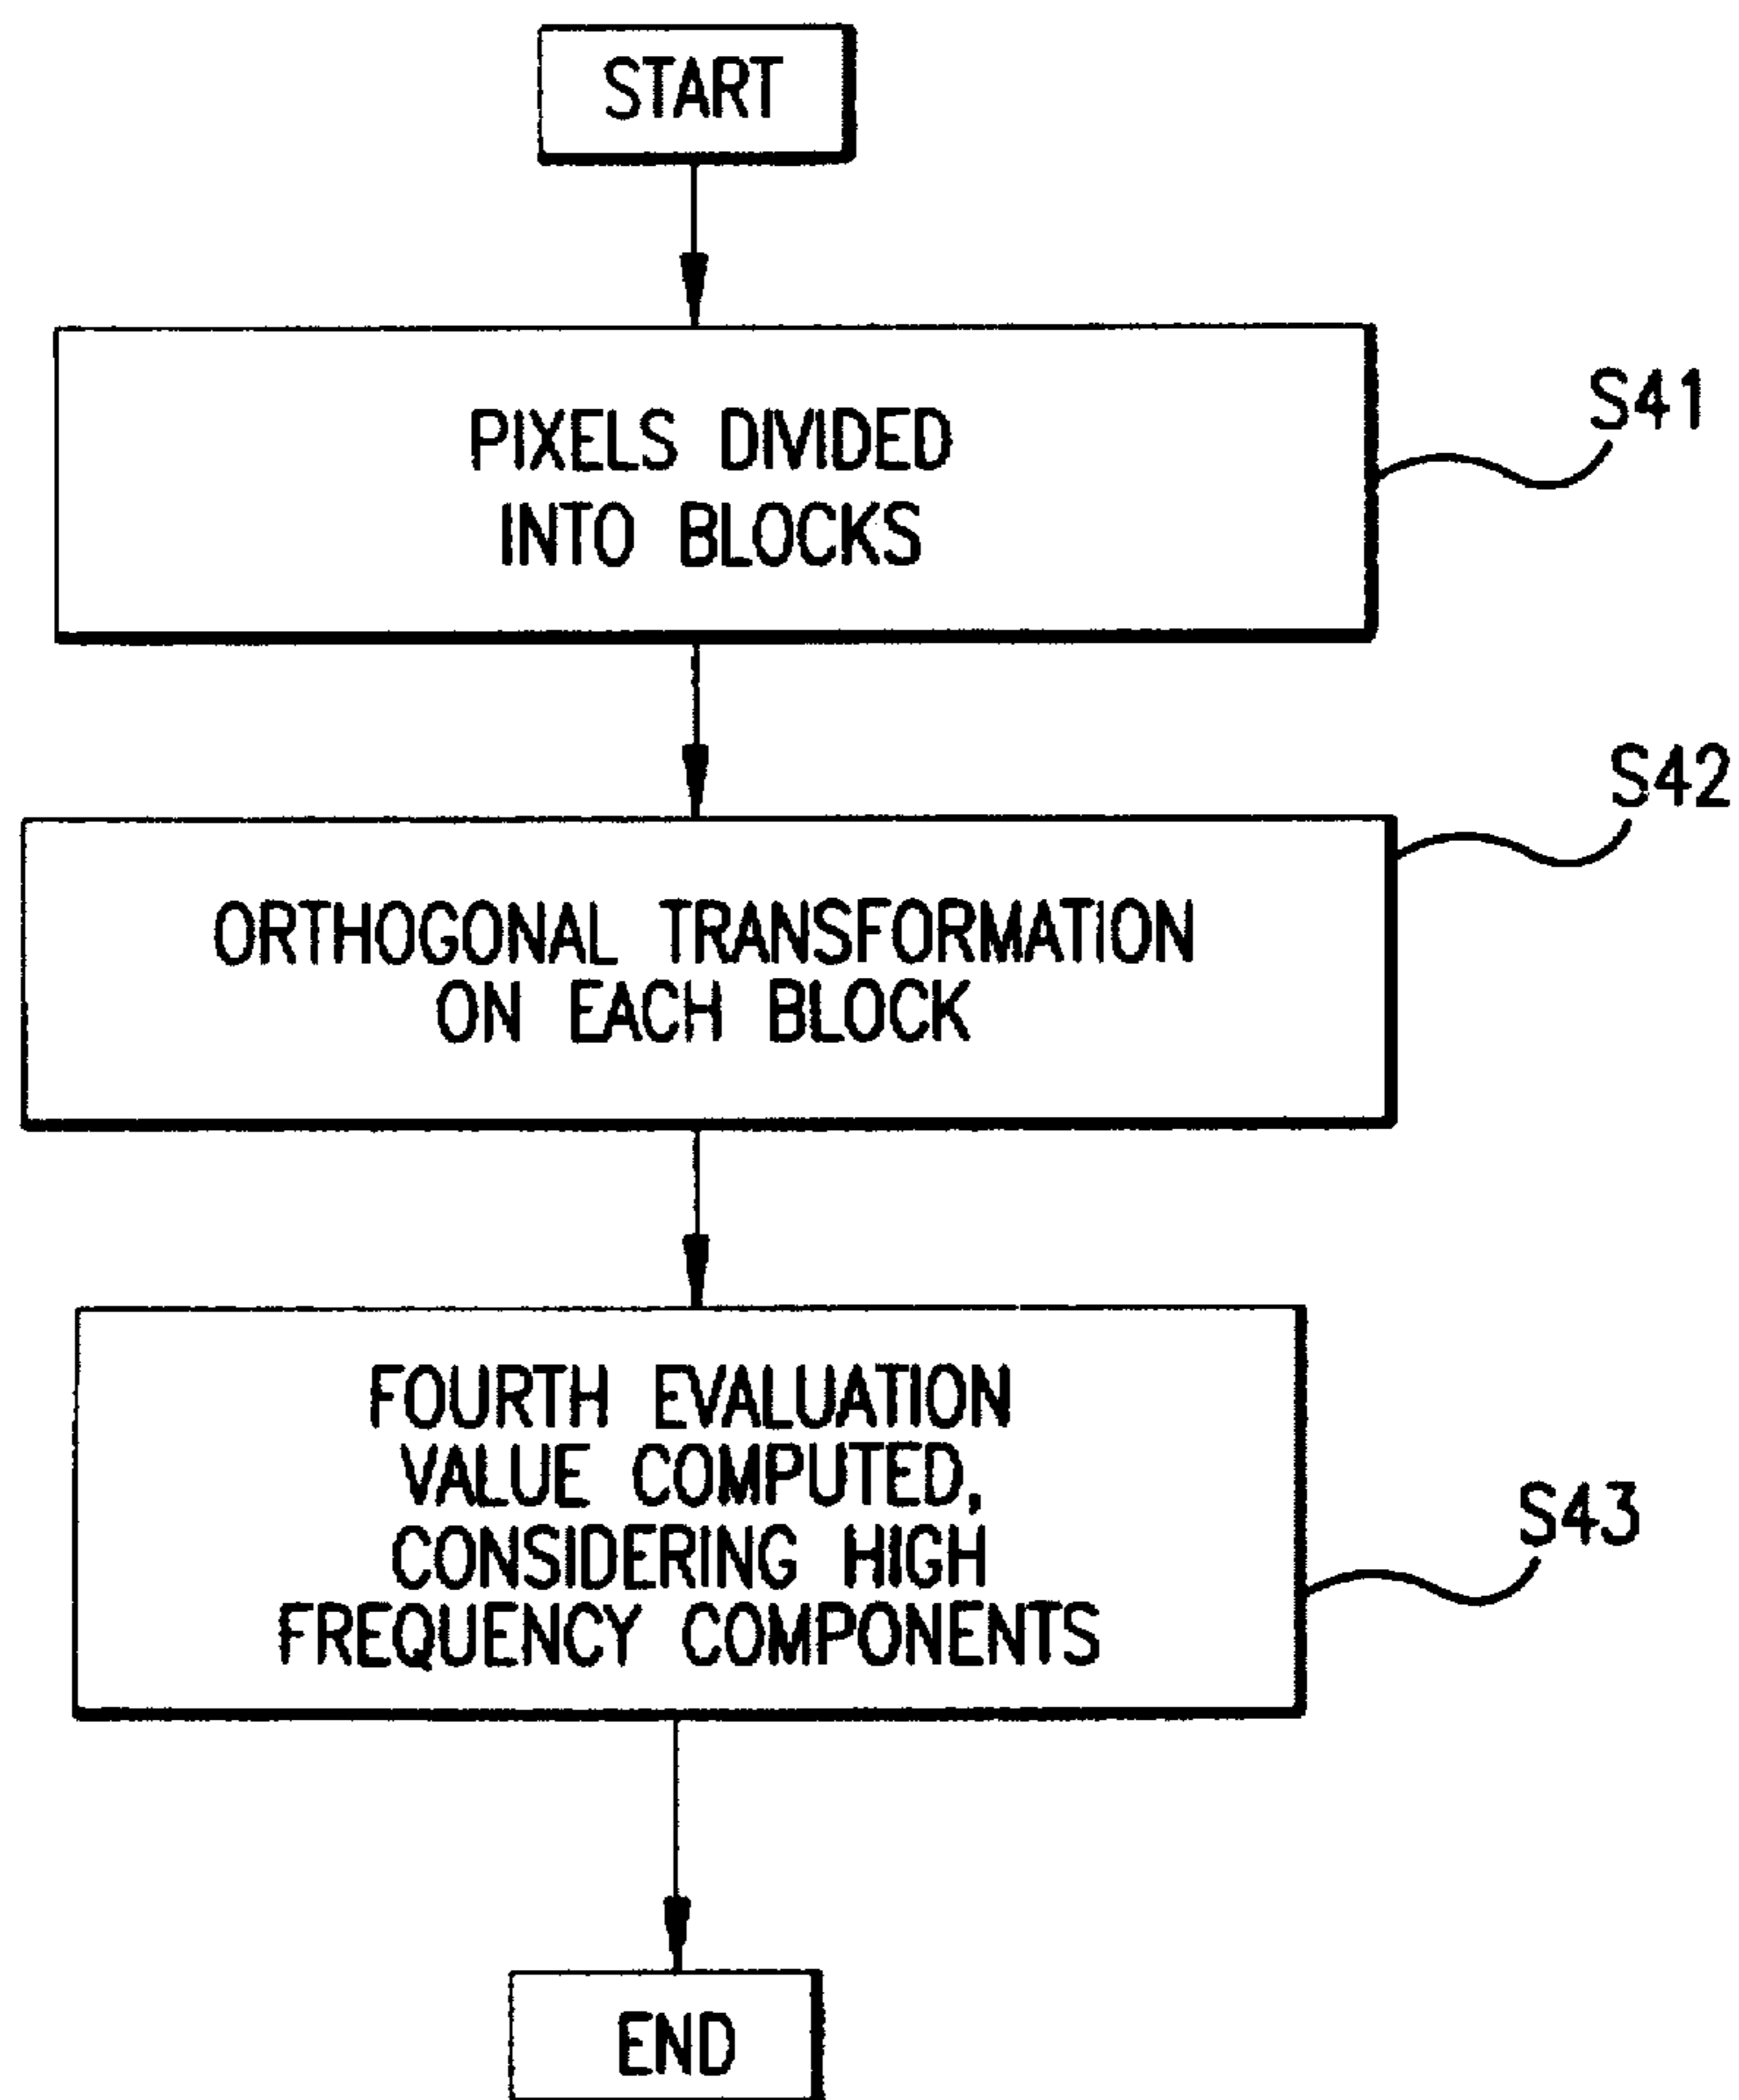 START
PIXELS DIVIDED
INTO BLOCKS
S41
ORTHOGONAL TRANSFORMATION
ON EACH BLOCK
S42
FOURTH EVALUATION
VALUE COMPUTED,
CONSIDERING HIGH
FREQUENCY COMPONENTS
S43
END